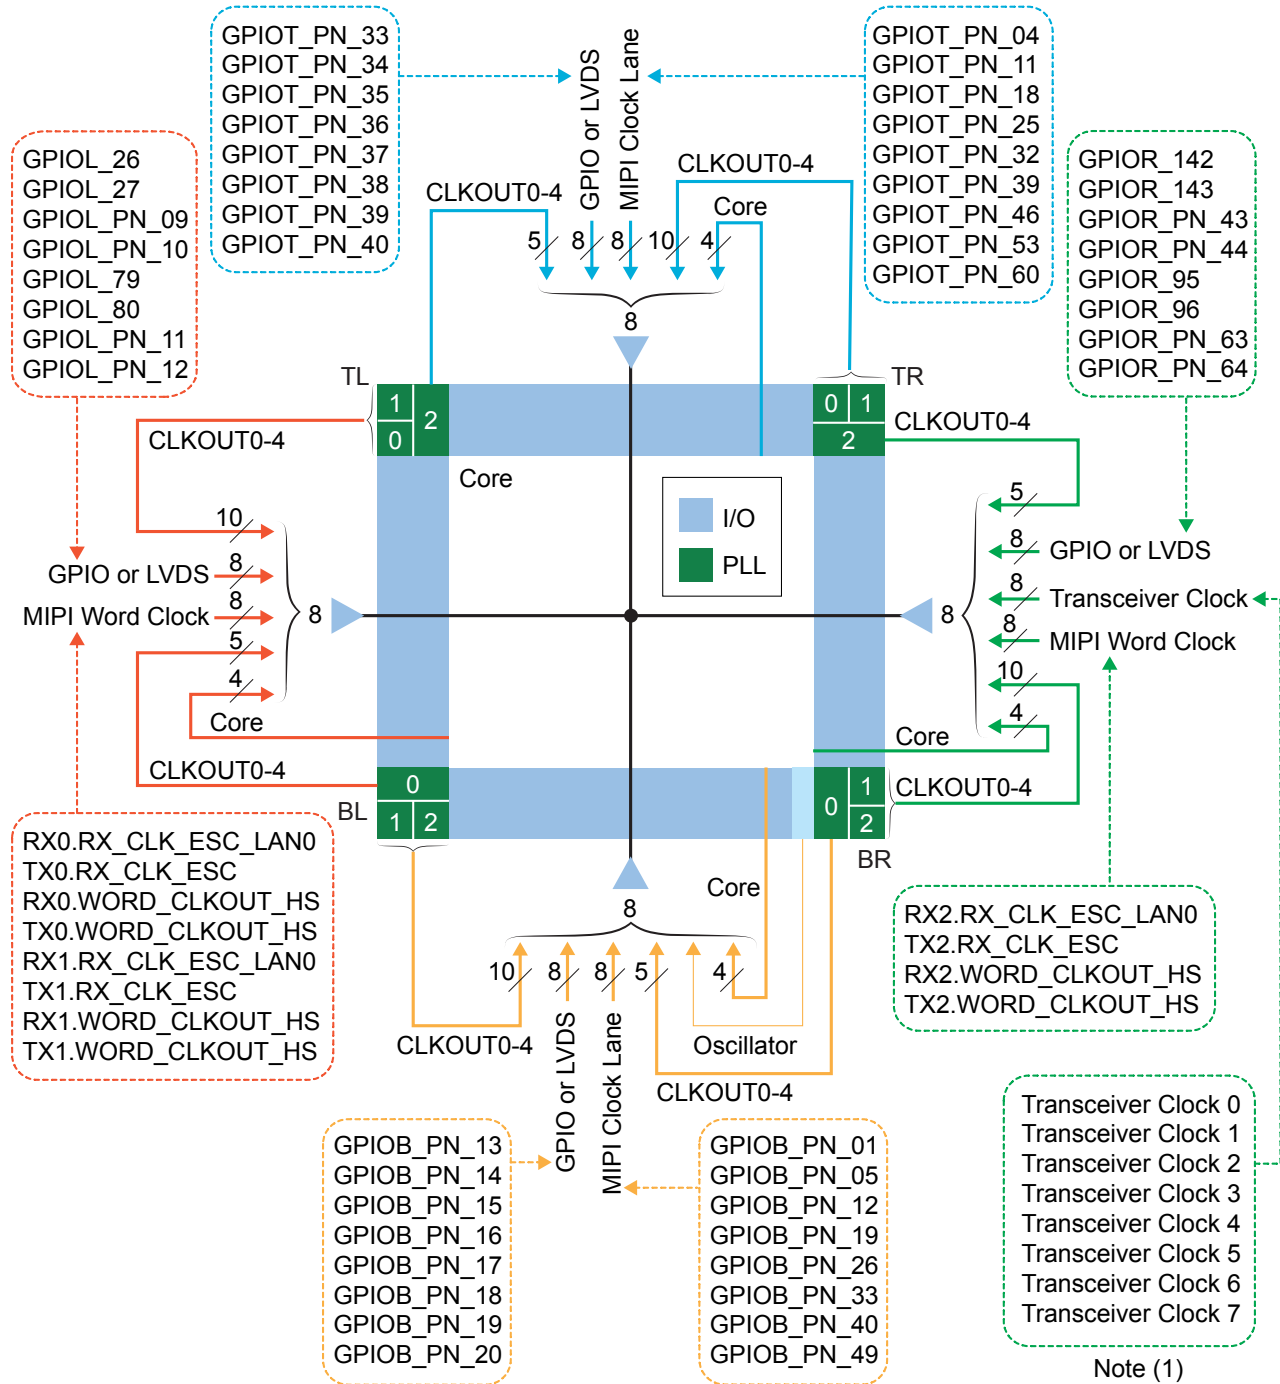 GPIOT_PN_33
GPIOT_PN_34
GPIOT_PN_35
GPIOT_PN_36
GPIOT_PN_37
GPIOT_PN_38
GPIOT_PN_39
GPIOT_PN_40
GPIO or LVDS
MIPI Clock Lane
GPIOT_PN_04
GPIOT_PN_11
GPIOT_PN_18
GPIOT_PN_25
GPIOT_PN_32
GPIOT_PN_39
GPIOT_PN_46
GPIOT_PN_53
GPIOT_PN_60
GPIOL_26
GPIOL_27
GPIOL_PN_09
GPIOL_PN_10
GPIOL_79
GPIOL_80
GPIOL_PN_11
GPIOL_PN_12
GPIOR_142
GPIOR_143
GPIOR_PN_43
GPIOR_PN_44
GPIOR_95
GPIOR_96
GPIOR_PN_63
GPIOR_PN_64
CLKOUT0-4
CLKOUT0-4
Core
5 8 8 10 4
8
TL
1 2
0
TR
0 1
2
CLKOUT0-4
CLKOUT0-4
Core
I/O
PLL
10
8
GPIO or LVDS
8
MIPI Word Clock
5
4
8
Core
CLKOUT0-4
5
8
GPIO or LVDS
8
Transceiver Clock
8
MIPI Word Clock
10
4
8
Core
CLKOUT0-4
0
1 2
BL
0 1
2
BR
Core
8
10 8 8 5 4
CLKOUT0-4
GPIO or LVDS
MIPI Clock Lane
Oscillator
CLKOUT0-4
RX0.RX_CLK_ESC_LAN0
TX0.RX_CLK_ESC
RX0.WORD_CLKOUT_HS
TX0.WORD_CLKOUT_HS
RX1.RX_CLK_ESC_LAN0
TX1.RX_CLK_ESC
RX1.WORD_CLKOUT_HS
TX1.WORD_CLKOUT_HS
RX2.RX_CLK_ESC_LAN0
TX2.RX_CLK_ESC
RX2.WORD_CLKOUT_HS
TX2.WORD_CLKOUT_HS
GPIOB_PN_13
GPIOB_PN_14
GPIOB_PN_15
GPIOB_PN_16
GPIOB_PN_17
GPIOB_PN_18
GPIOB_PN_19
GPIOB_PN_20
GPIOB_PN_01
GPIOB_PN_05
GPIOB_PN_12
GPIOB_PN_19
GPIOB_PN_26
GPIOB_PN_33
GPIOB_PN_40
GPIOB_PN_49
Transceiver Clock 0
Transceiver Clock 1
Transceiver Clock 2
Transceiver Clock 3
Transceiver Clock 4
Transceiver Clock 5
Transceiver Clock 6
Transceiver Clock 7
Note (1)